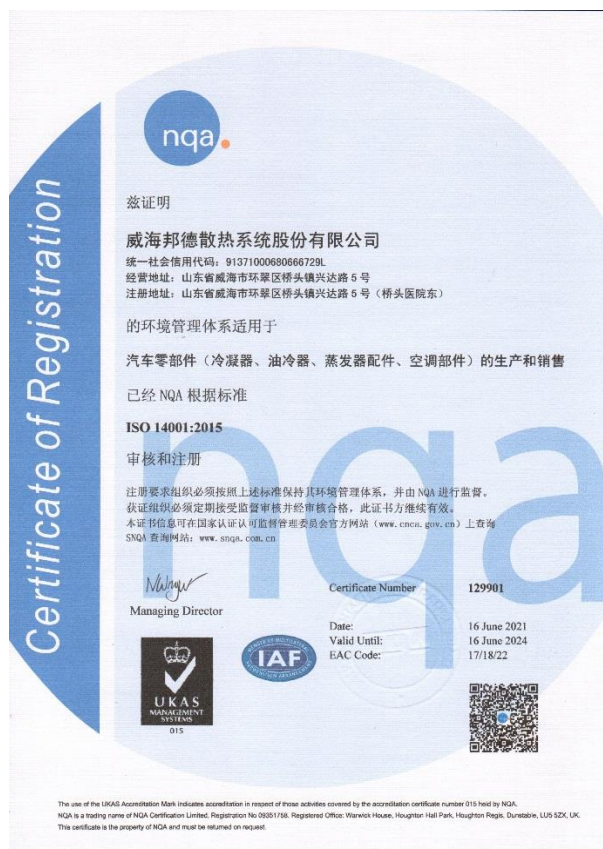 Certificate of Registration
nqa.
兹证明
威海邦德散热系统股份有限公司
统一社会信用代码：91371000680666729L
经营地址：山东省威海市环翠区桥头镇兴达路 5 号
注册地址：山东省威海市环翠区桥头镇兴达路 5 号（桥头医院东）
的环境管理体系适用于
汽车零部件（冷凝器、油冷器、蒸发器配件、空调部件）的生产和销售
己经 NQA 根据标准
ISO 14001:2015
审核和注册
注册要求组织必须按照上述标准保持其环境管理体系，并由 NQA 进行监督。
获证组织必须定期接受监督审核并经审核合格，此证书方继续有效。
本证书信息可在国家认证认可监督管理委员会官方网站（www.cnca.gov.cn）上查询
SNQA 查询网站：www.snqa.com.cn
nqa
Managing Director
Certificate Number 129901
Date: 16 June 2021
Valid Until: 16 June 2024
EAC Code: 17/18/22
UKAS
MANAGEMENT
SYSTEMS
015
IAF
The use of the UKAS Accreditation Mark indicates accreditation in respect of those activities covered by the accreditation certificate number 015 held by NQA.
NQA is a trading name of NQA Certification Limited, Registration No 09351758. Registered Office: Warwick House, Houghton Hall Park, Houghton Regis, Dunstable, LU5 5ZX, UK.
This certificate is the property of NQA and must be returned on request.